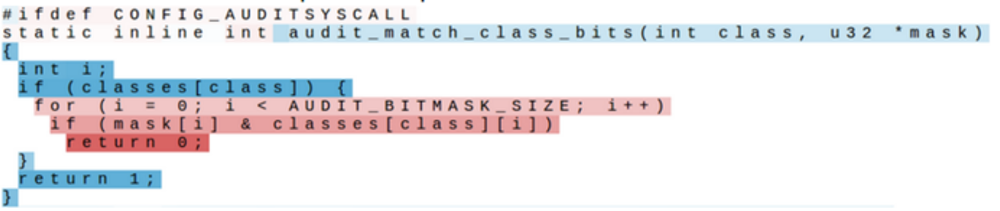 #ifdef CONFIG_AUDITSYSCALL
static inline int audit_match_class_bits(int class, u32 *mask)
{
 int i;
 if (classes[class]) {
  for (i = 0; i < AUDIT_BITMASK_SIZE; i++)
   if (mask[i] & classes[class][i])
    return 0;
 }
 return 1;
}